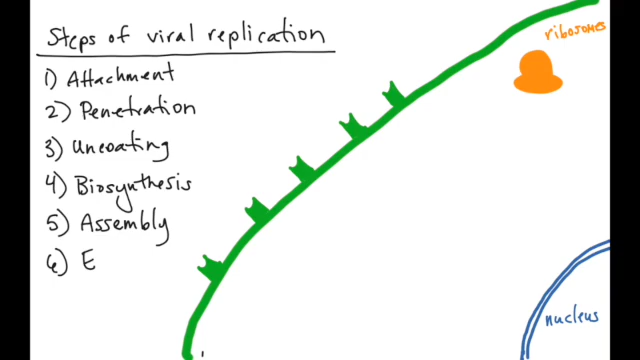 Steps of viral replication
1) Attachment
2) Penetration
3) Uncoating
4) Biosynthesis
5) Assembly
6) E
ribosomes
nucleus